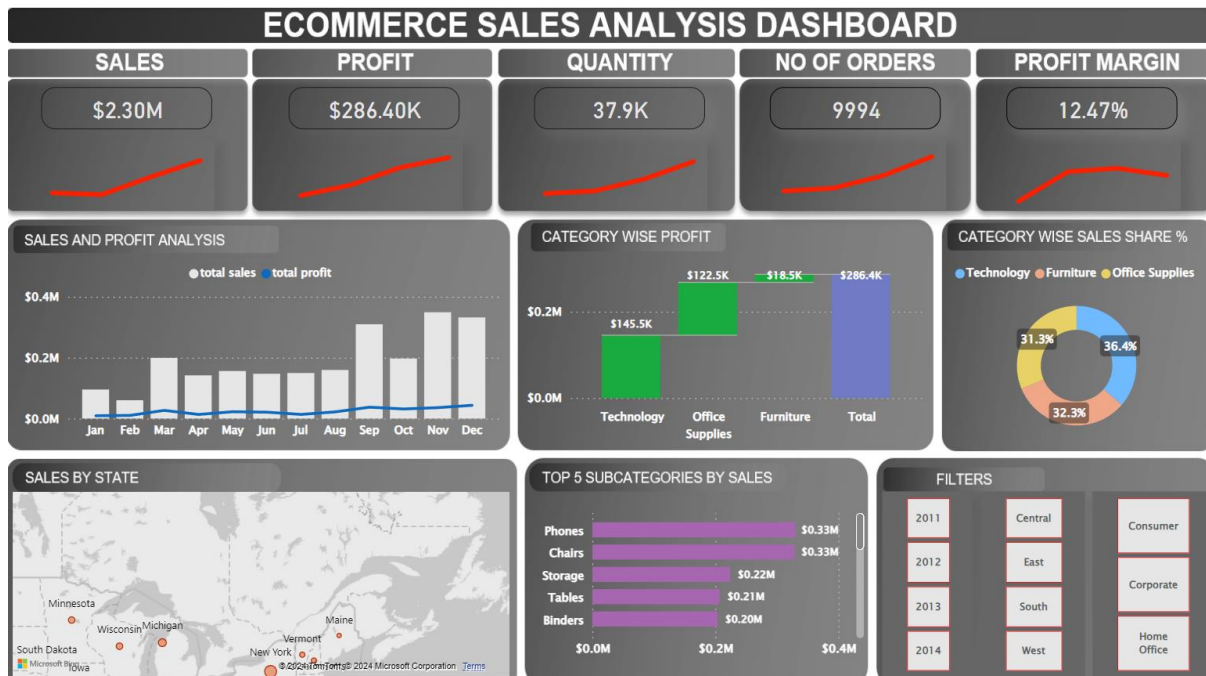 ECOMMERCE SALES ANALYSIS DASHBOARD
SALES
PROFIT
QUANTITY
NO OF ORDERS
PROFIT MARGIN
$2.30M
$286.40K
37.9K
9994
12.47%
SALES AND PROFIT ANALYSIS
total sales total profit
$0.4M
$0.2M
$0.0M
Jan Feb Mar Apr May Jun Jul Aug Sep Oct Nov Dec
CATEGORY WISE PROFIT
$122.5K
$18.5K
$286.4K
$0.2M
$145.5K
$0.0M
Technology
Office
Supplies
Furniture
Total
CATEGORY WISE SALES SHARE %
Technology Furniture Office Supplies
31.3%
36.4%
32.3%
SALES BY STATE
Minnesota
Wisconsin
Michigan
Maine
Vermont
South Dakota
New York
Microsoft Bing
Iowa
© 2024 TomTom, © 2024 Microsoft Corporation Terms
TOP 5 SUBCATEGORIES BY SALES
Phones $0.33M
Chairs $0.33M
Storage $0.22M
Tables $0.21M
Binders $0.20M
$0.0M $0.2M $0.4M
FILTERS
2011
2012
2013
2014
Central
East
South
West
Consumer
Corporate
Home
Office